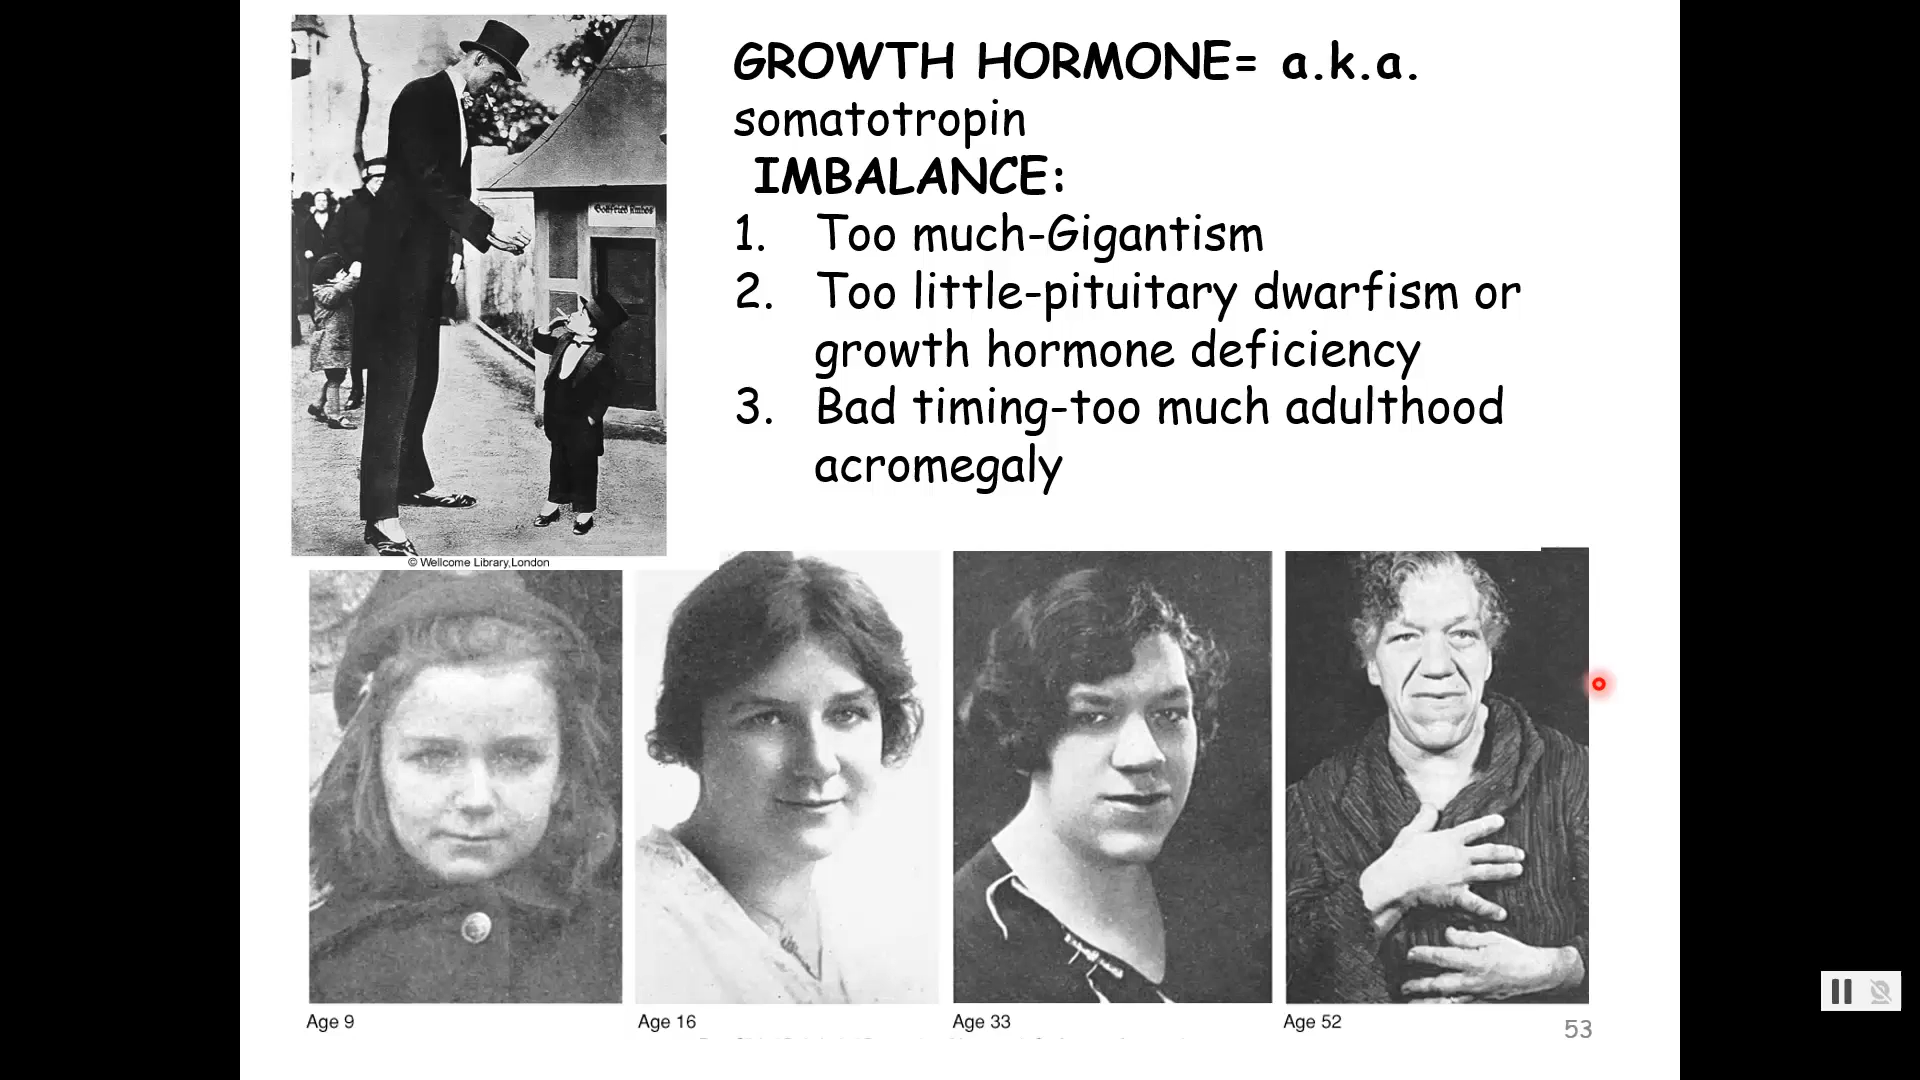 GROWTH HORMONE= a.k.a.
somatotropin
IMBALANCE:
1. Too much-Gigantism
2. Too little-pituitary dwarfism or
growth hormone deficiency
3. Bad timing-too much adulthood
acromegaly
© Wellcome Library,London
Age 9
Age 16
Age 33
Age 52
53